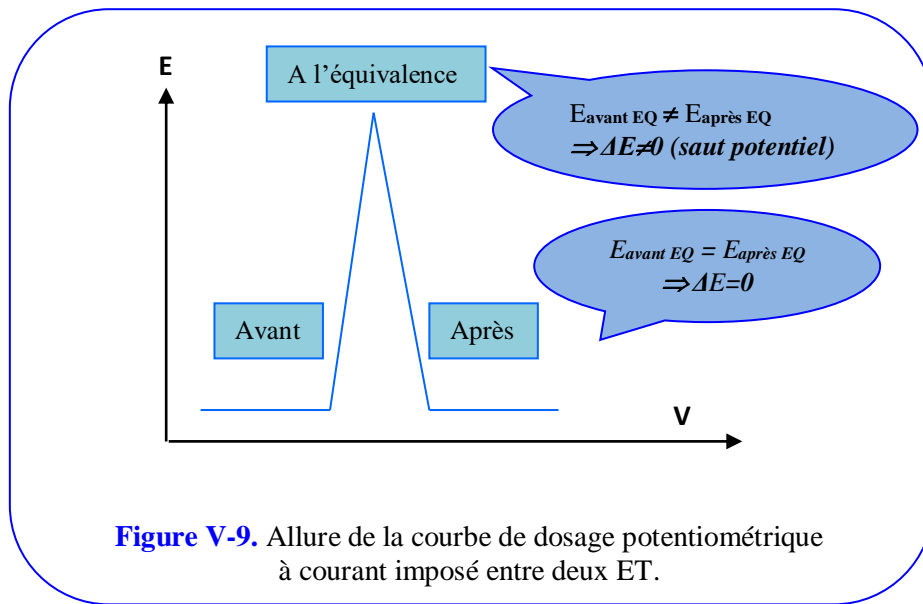 E
A l’équivalence
Eavant EQ ≠ Eaprès EQ
⇒ΔE≠0 (saut potentiel)
Eavant EQ = Eaprès EQ
⇒ΔE=0
Avant
Après
V
Figure V-9. Allure de la courbe de dosage potentiométrique
à courant imposé entre deux ET.